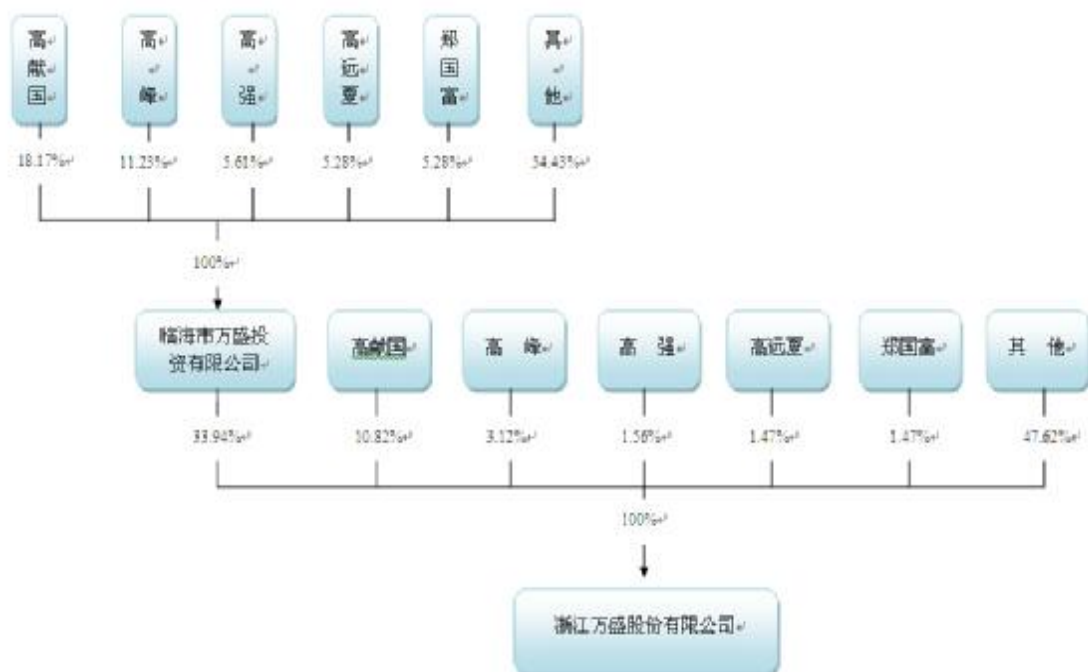 高献国
高峰
高强
高远夏
郑国富
其他
18.17%
11.23%
5.61%
5.28%
5.28%
54.43%
100%
临海市万盛投
资有限公司
高献国
高 峰
高 强
高远夏
郑国富
其 他
33.94%
10.82%
3.12%
1.56%
1.47%
1.47%
47.62%
100%
浙江万盛股份有限公司